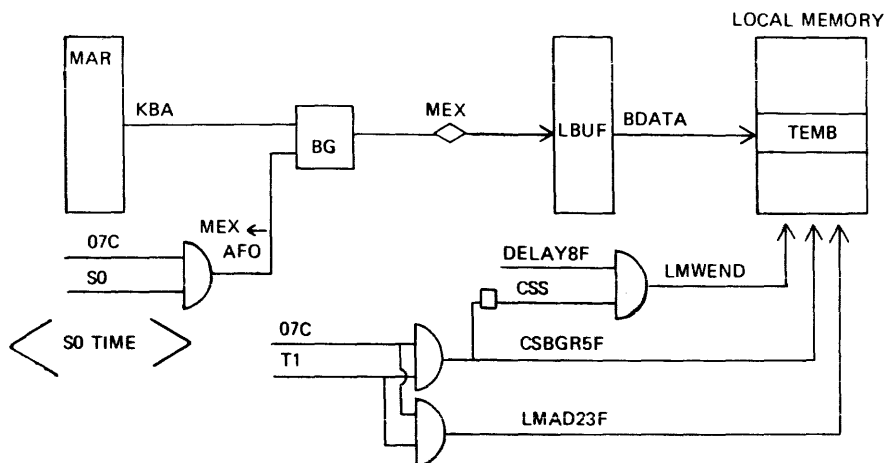 LOCAL MEMORY
MAR
KBA
MEX
BG
LBUF
BDATA
TEMB
MEX ←
AFO
07C
S0
S0 TIME
DELAY8F
CSS
LMWEND
07C
T1
CSBGR5F
LMAD23F